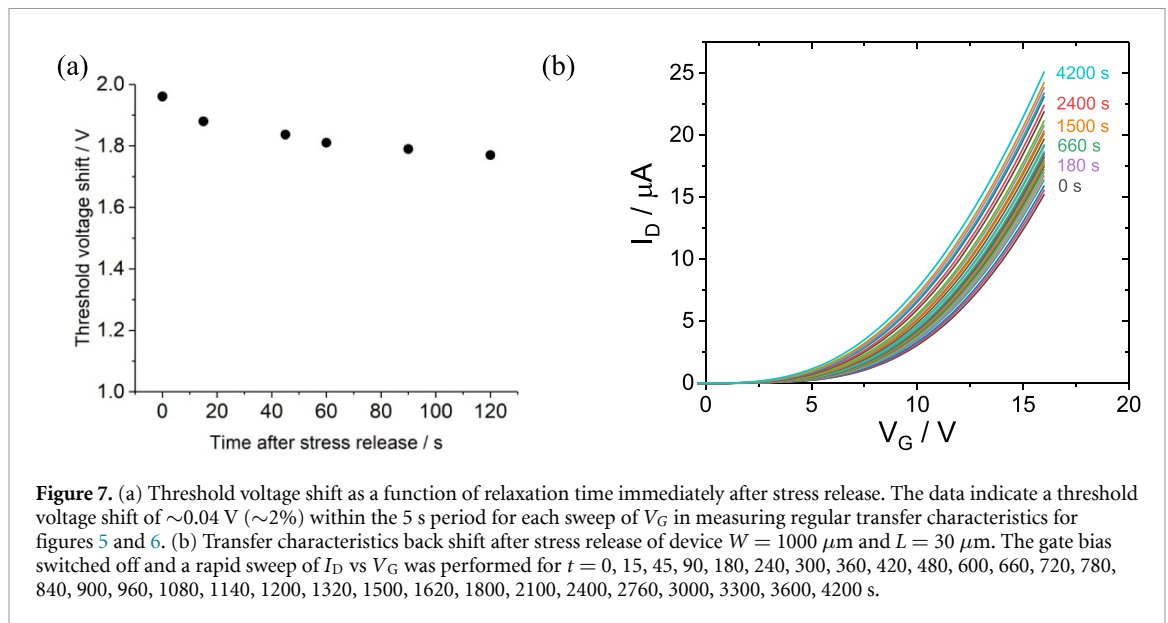 (a)
2.0
1.8
1.6
1.4
1.2
1.0
Threshold voltage shift / V
0 20 40 60 80 100 120
Time after stress release / s
(b)
25
20
15
10
5
0
I_D / μA
4200 s
2400 s
1500 s
660 s
180 s
0 s
0 5 10 15 20
V_G / V
Figure 7. (a) Threshold voltage shift as a function of relaxation time immediately after stress release. The data indicate a threshold
voltage shift of ∼0.04 V (∼2%) within the 5 s period for each sweep of V_G in measuring regular transfer characteristics for
figures 5 and 6. (b) Transfer characteristics back shift after stress release of device W = 1000 μm and L = 30 μm. The gate bias
switched off and a rapid sweep of I_D vs V_G was performed for t = 0, 15, 45, 90, 180, 240, 300, 360, 420, 480, 600, 660, 720, 780,
840, 900, 960, 1080, 1140, 1200, 1320, 1500, 1620, 1800, 2100, 2400, 2760, 3000, 3300, 3600, 4200 s.